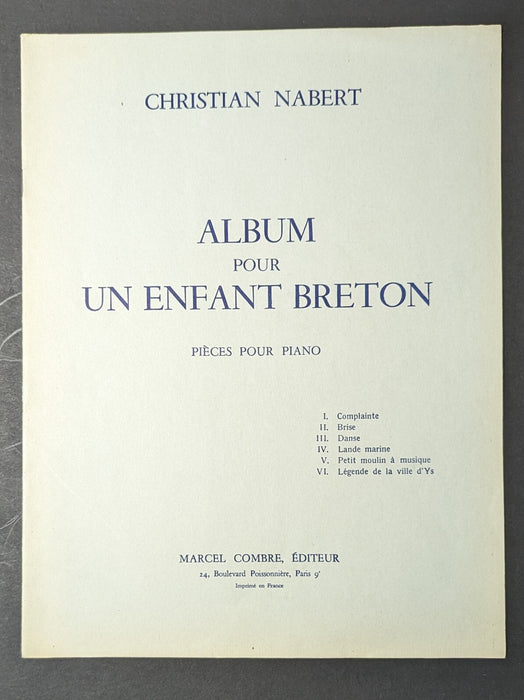 CHRISTIAN NABERT
ALBUM
POUR
UN ENFANT BRETON
PIÈCES POUR PIANO
I. Complainte
II. Brise
III. Danse
IV. Lande marine
V. Petit moulin à musique
VI. Légende de la ville d'Ys
MARCEL COMBRE, ÉDITEUR
24, Boulevard Poissonnière, Paris 9ᵉ
Imprimé en France